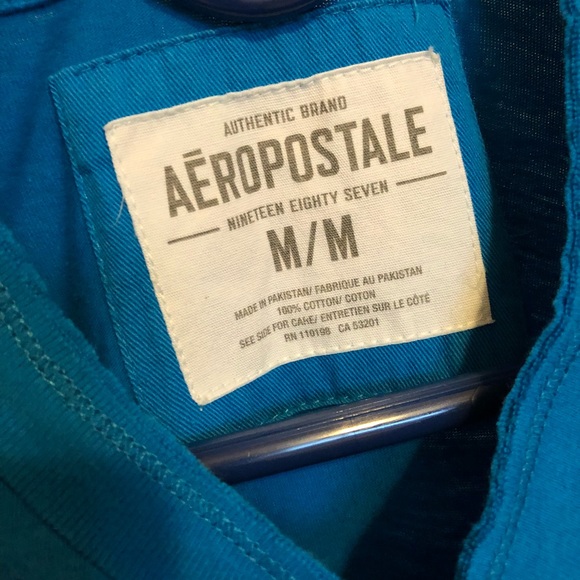 AUTHENTIC BRAND
AĒROPOSTALE
NINETEEN EIGHTY SEVEN
M/M
MADE IN PAKISTAN/ FABRIQUE AU PAKISTAN
100% COTTON/ COTON
SEE SIDE FOR CARE/ ENTRETIEN SUR LE CÔTÉ
RN 110198 CA 53201